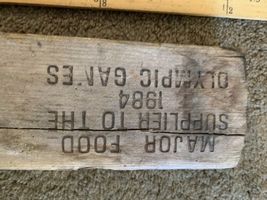 MAJOR FOOD
SUPPLIER TO THE
1984
OLYMPIC GAMES